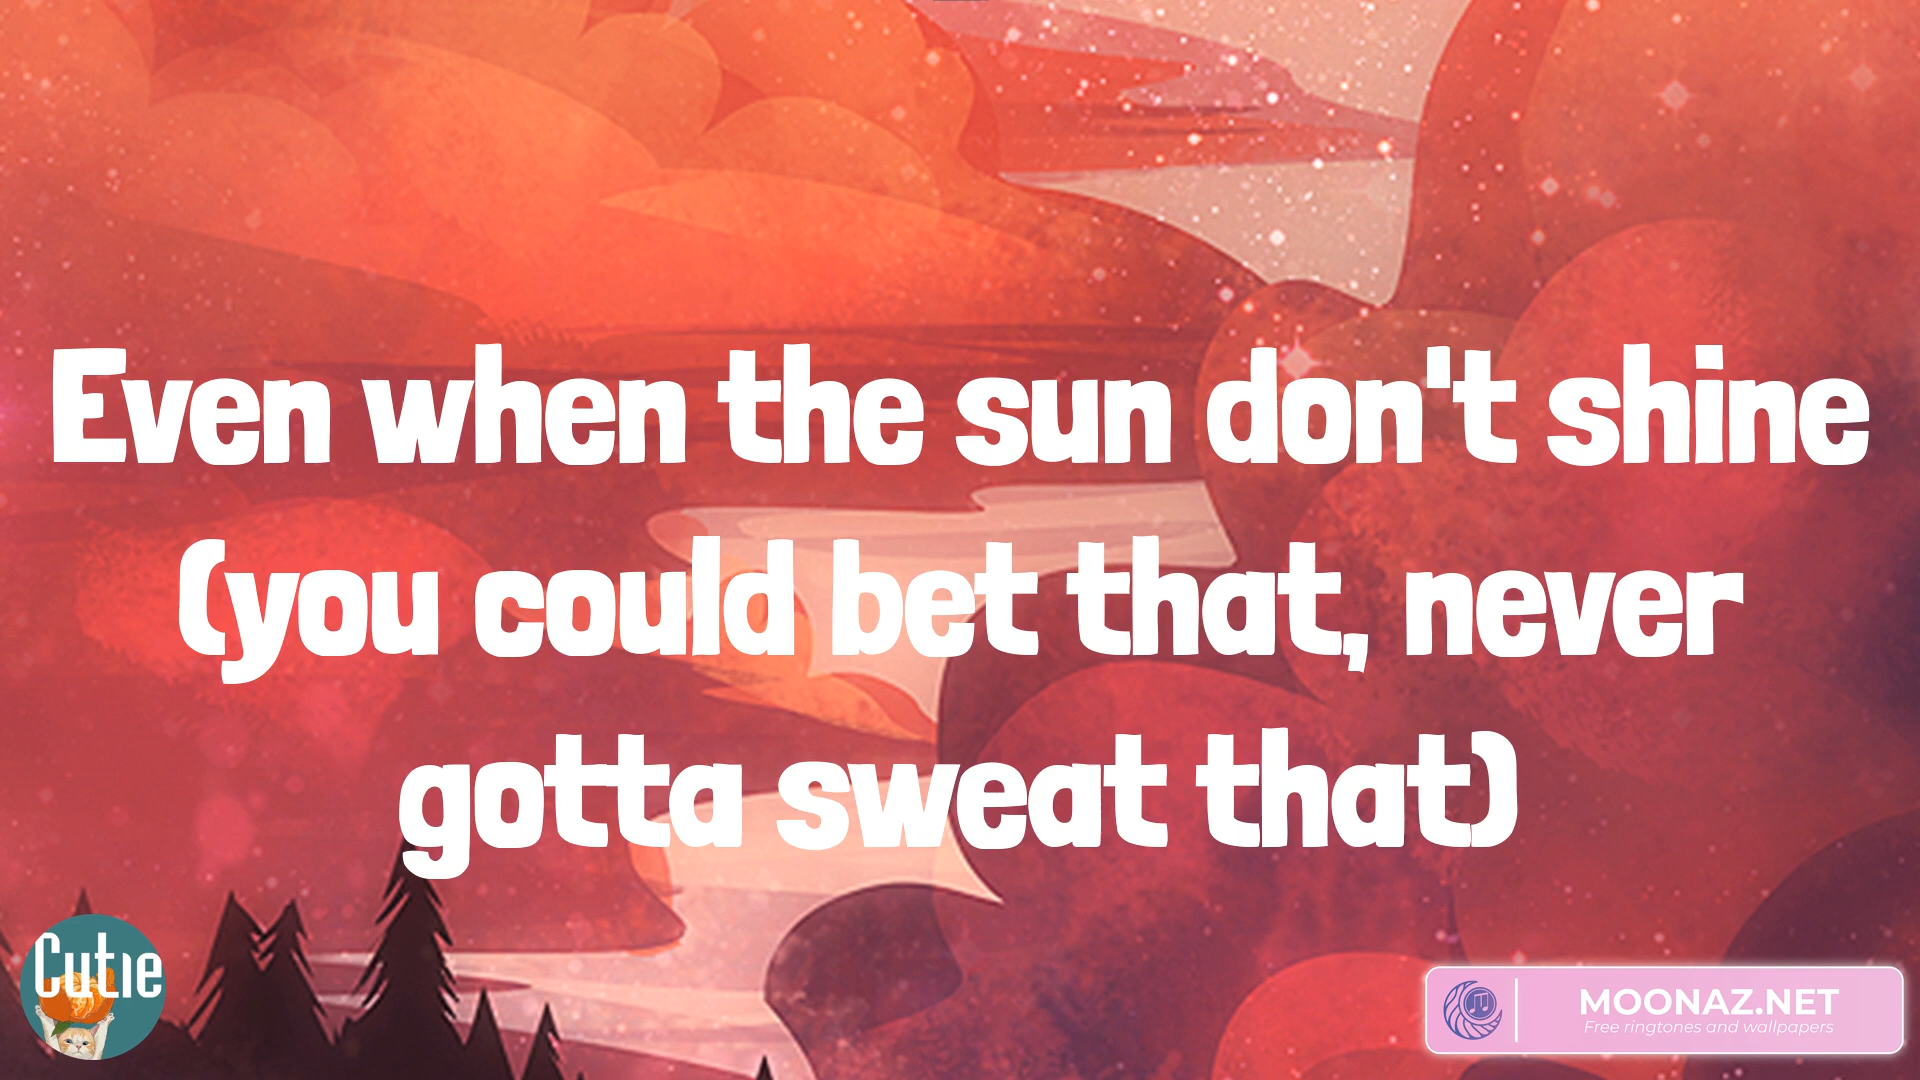 Even when the sun don't shine
(you could bet that, never
gotta sweat that)
Cutie
MOONAZ.NET
Free ringtones and wallpapers